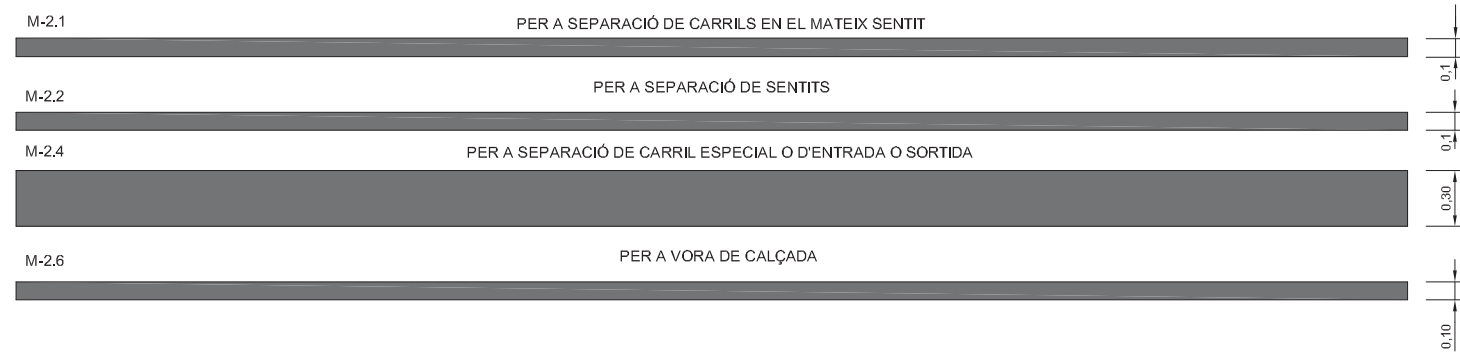 M-2.1
PER A SEPARACIÓ DE CARRILS EN EL MATEIX SENTIT
0,1
M-2.2
PER A SEPARACIÓ DE SENTITS
0,1
M-2.4
PER A SEPARACIÓ DE CARRIL ESPECIAL O D'ENTRADA O SORTIDA
0,30
M-2.6
PER A VORA DE CALÇADA
0,10